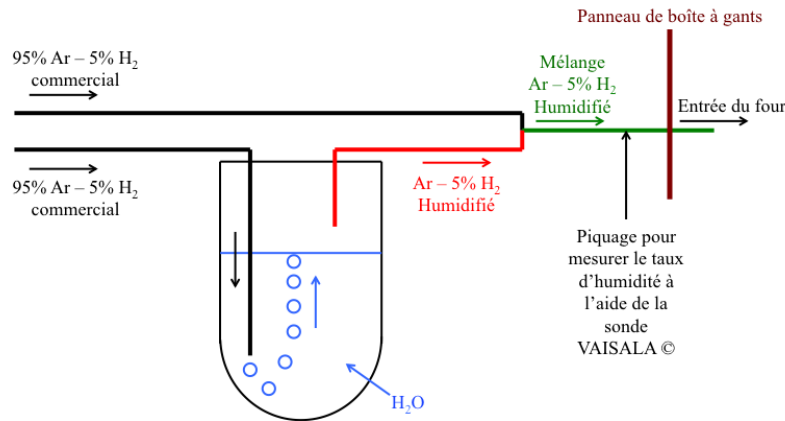 Panneau de boîte à gants
95% Ar – 5% H₂
commercial
Mélange
Ar – 5% H₂
Humidifié
Entrée du four
95% Ar – 5% H₂
commercial
Ar – 5% H₂
Humidifié
Piquage pour
mesurer le taux
d’humidité à
l’aide de la
sonde
VAISALA ©
H₂O